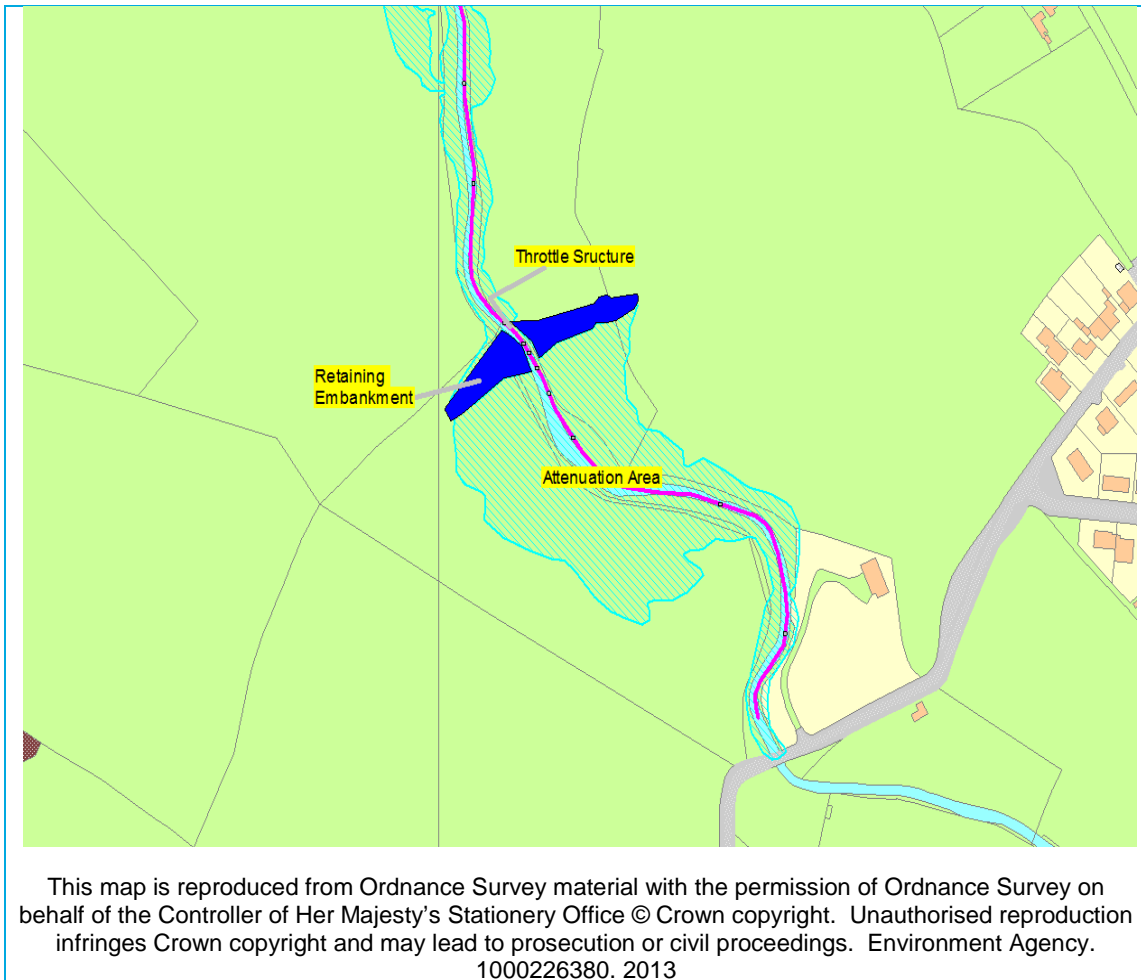 Throttle Sructure
Retaining
Embankment
Attenuation Area
This map is reproduced from Ordnance Survey material with the permission of Ordnance Survey on
behalf of the Controller of Her Majesty's Stationery Office © Crown copyright. Unauthorised reproduction
infringes Crown copyright and may lead to prosecution or civil proceedings. Environment Agency.
1000226380. 2013